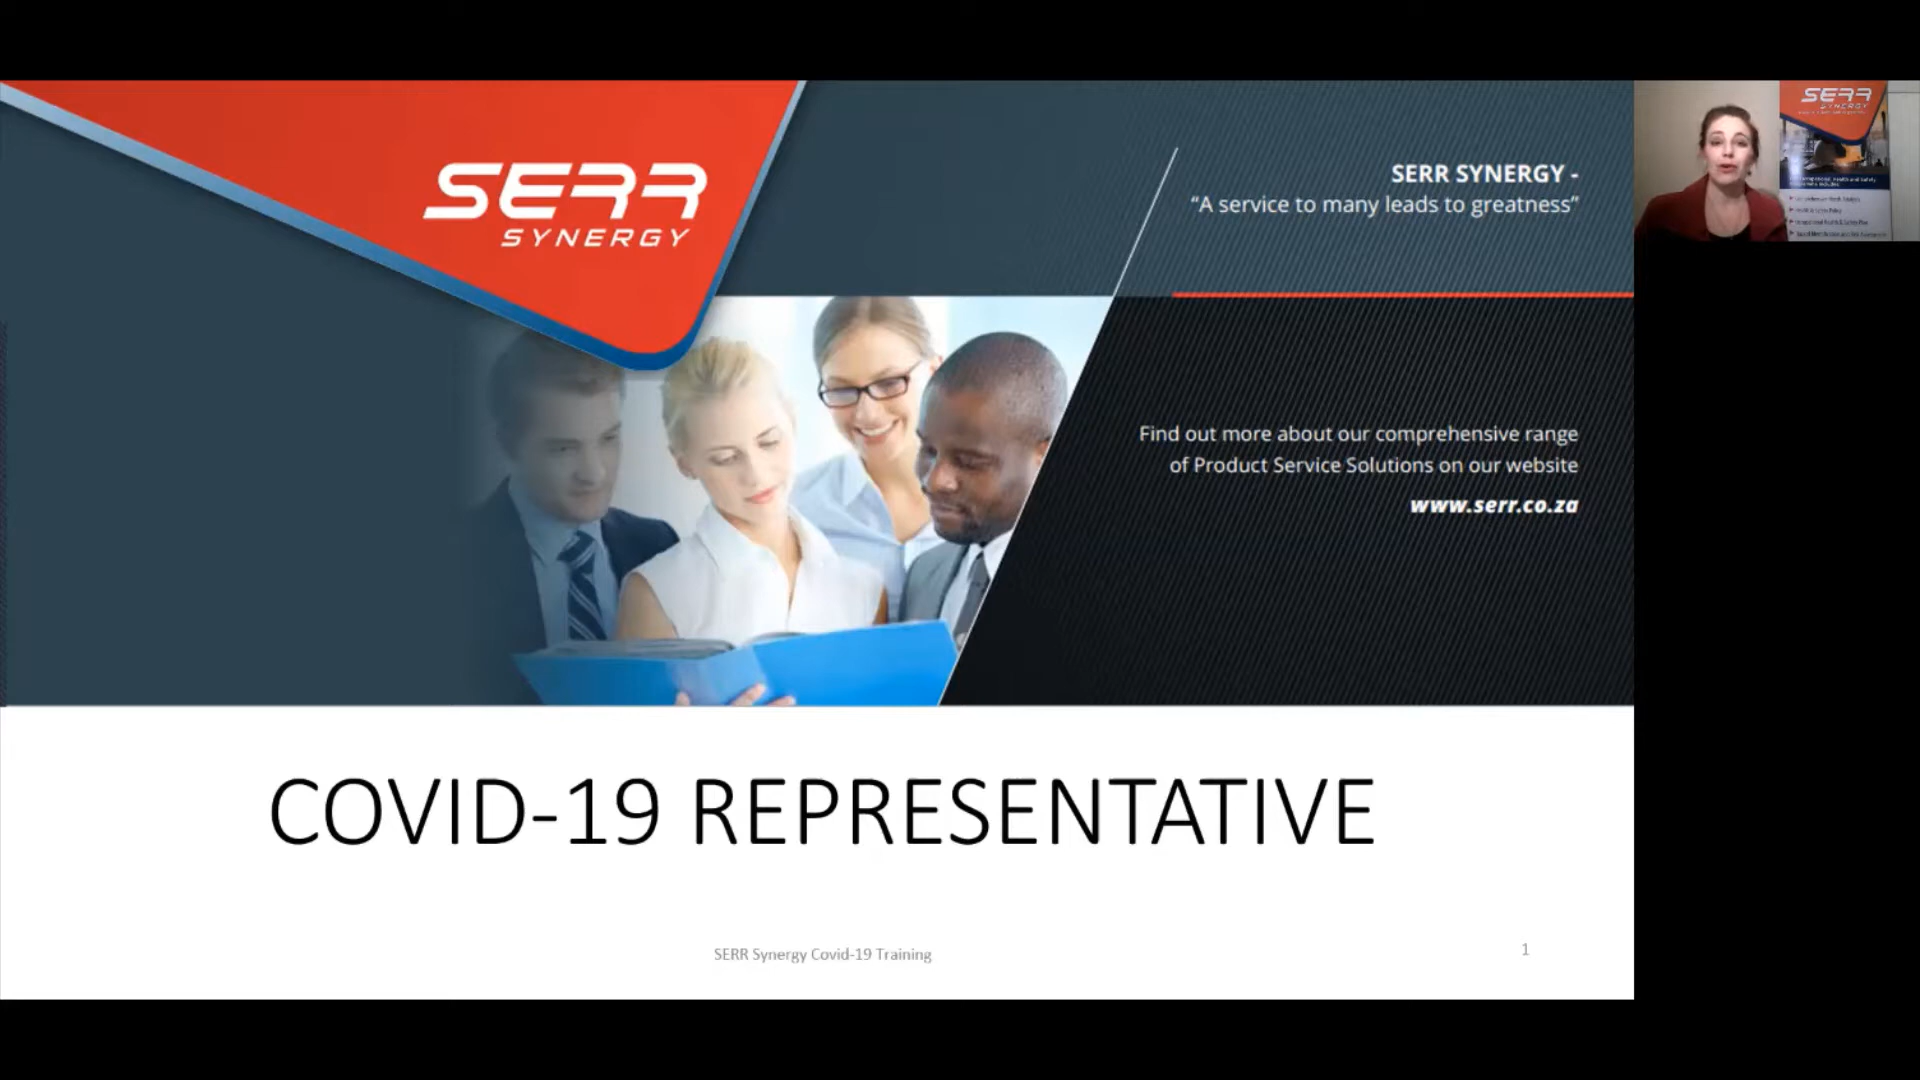 SERR
SYNERGY
SERR SYNERGY -
“A service to many leads to greatness”
Find out more about our comprehensive range
of Product Service Solutions on our website
www.serr.co.za
COVID-19 REPRESENTATIVE
SERR Synergy Covid-19 Training
1
SERR
SYNERGY